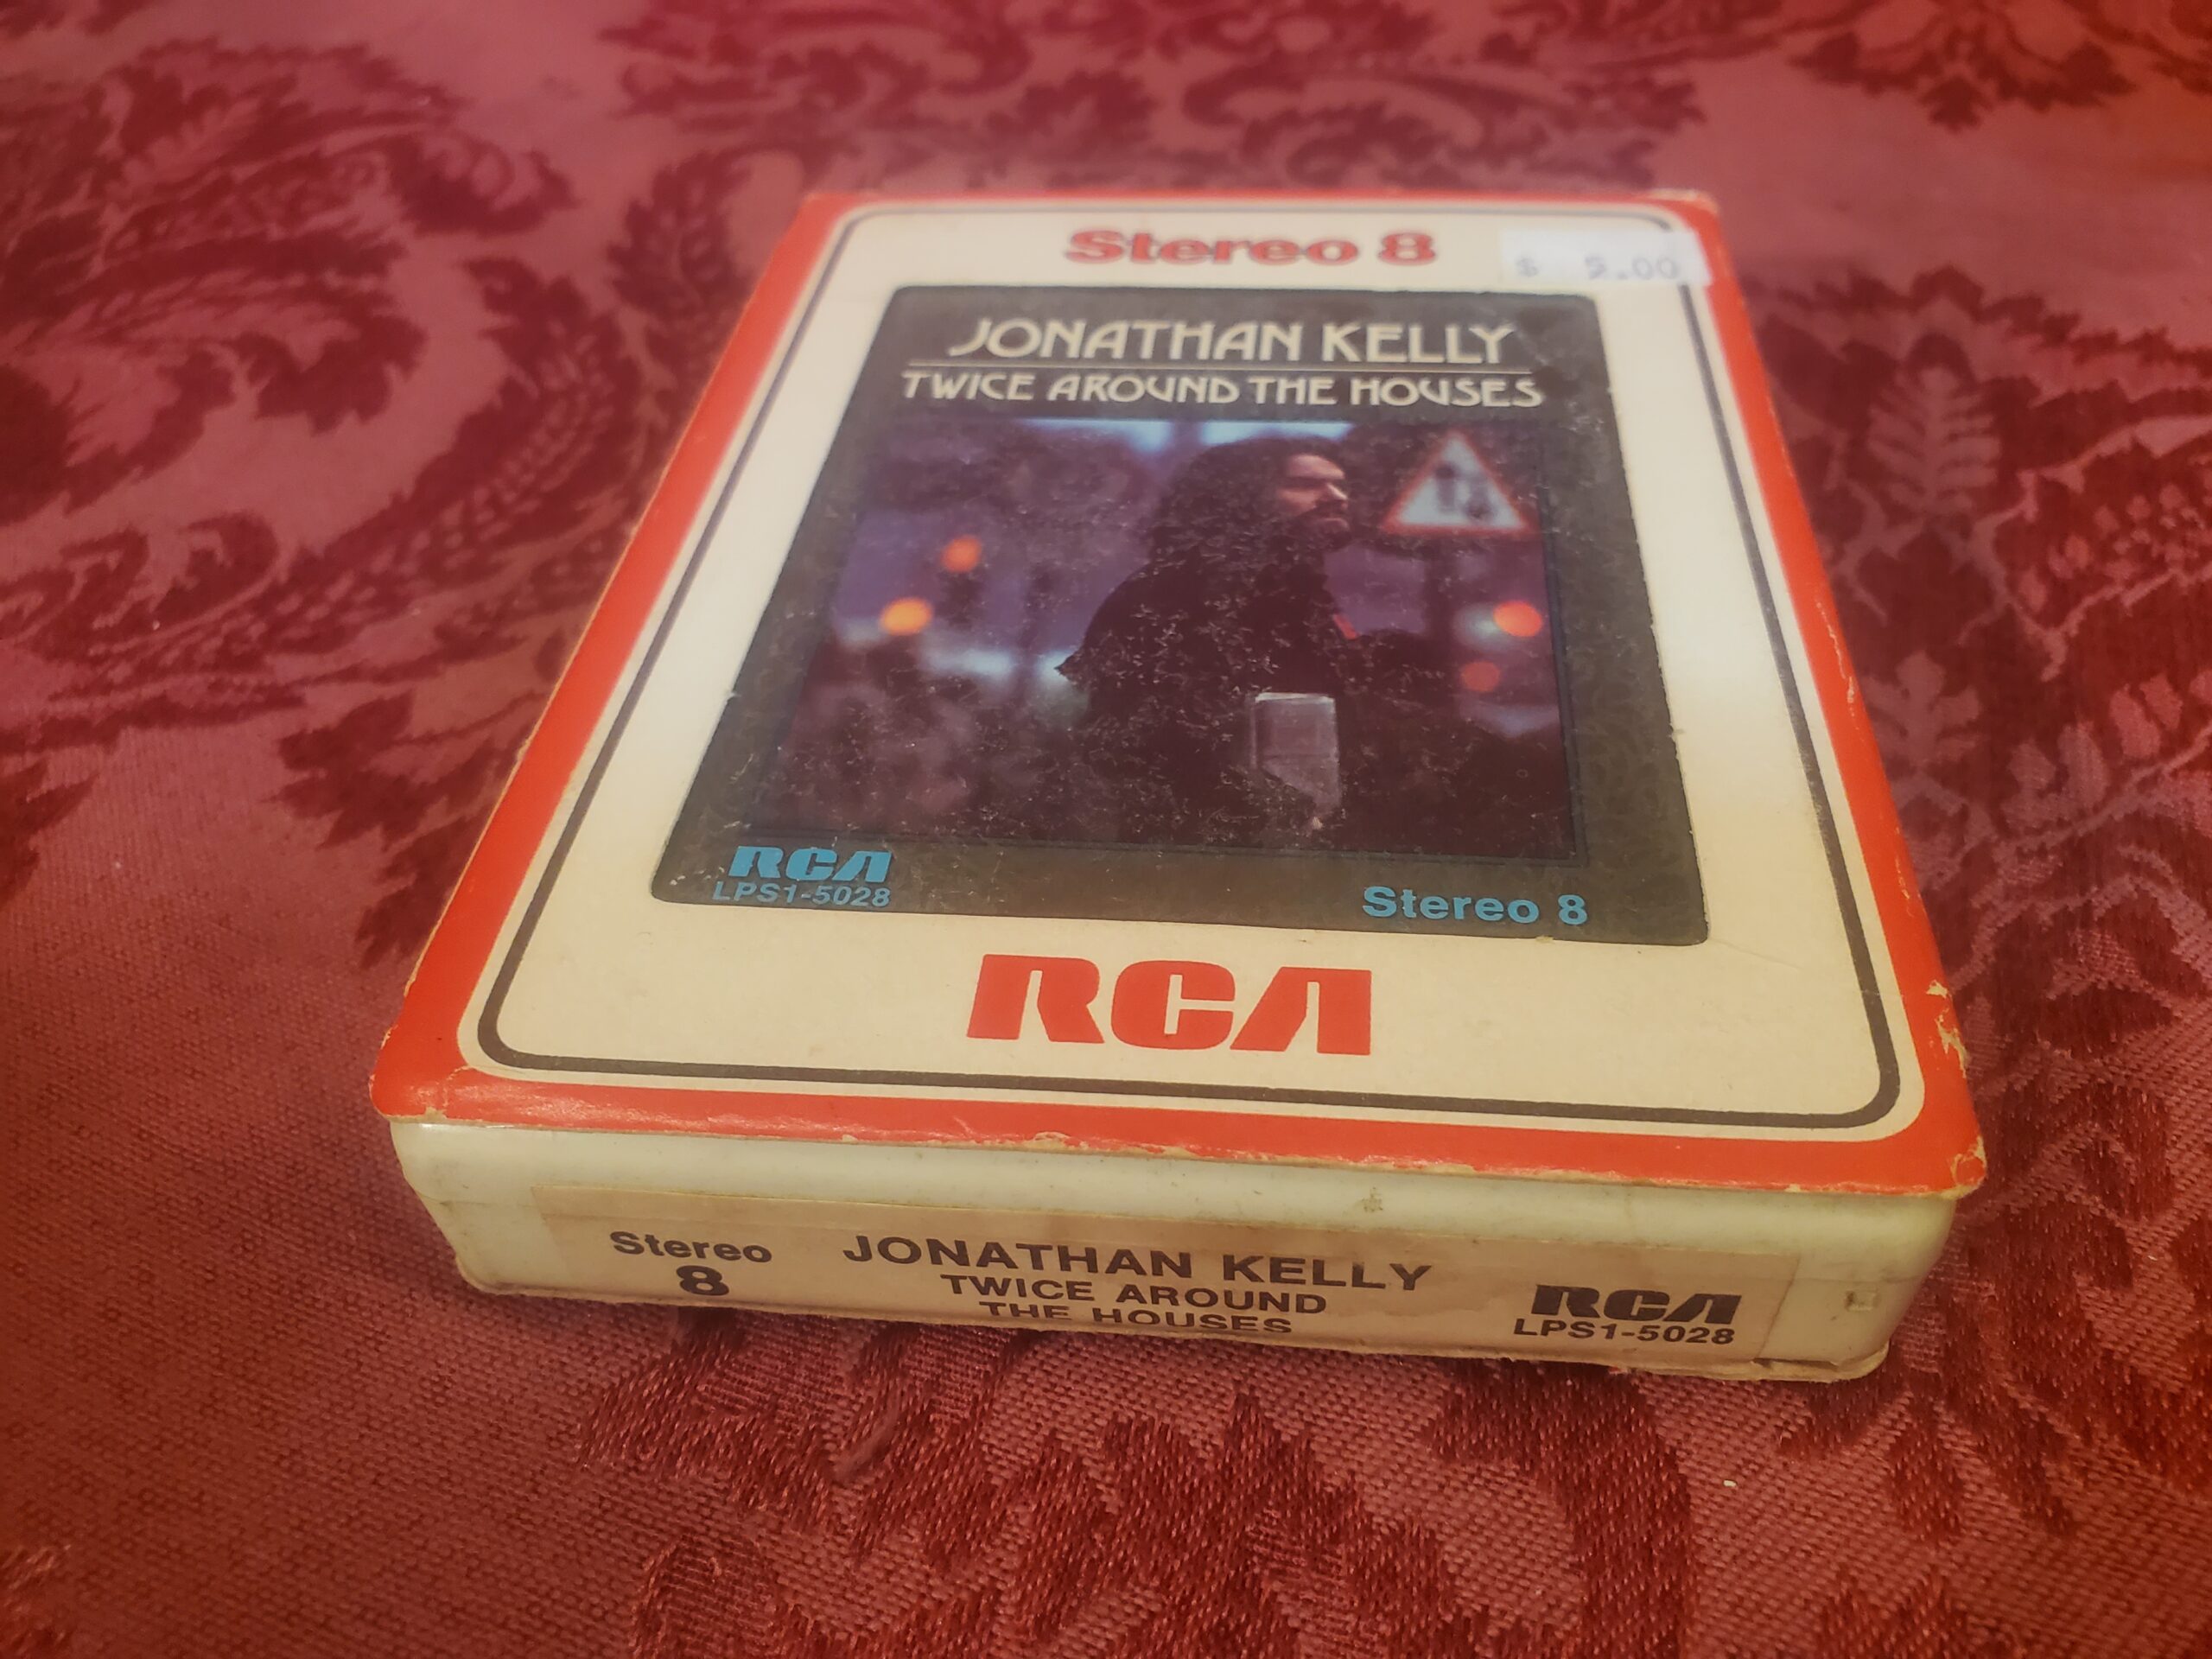 Stereo 8
$ 5.00
JONATHAN KELLY
TWICE AROUND THE HOUSES
RCA
LPS1-5028
Stereo 8
RCA
Stereo
8
JONATHAN KELLY
TWICE AROUND
THE HOUSES
RCA
LPS1-5028